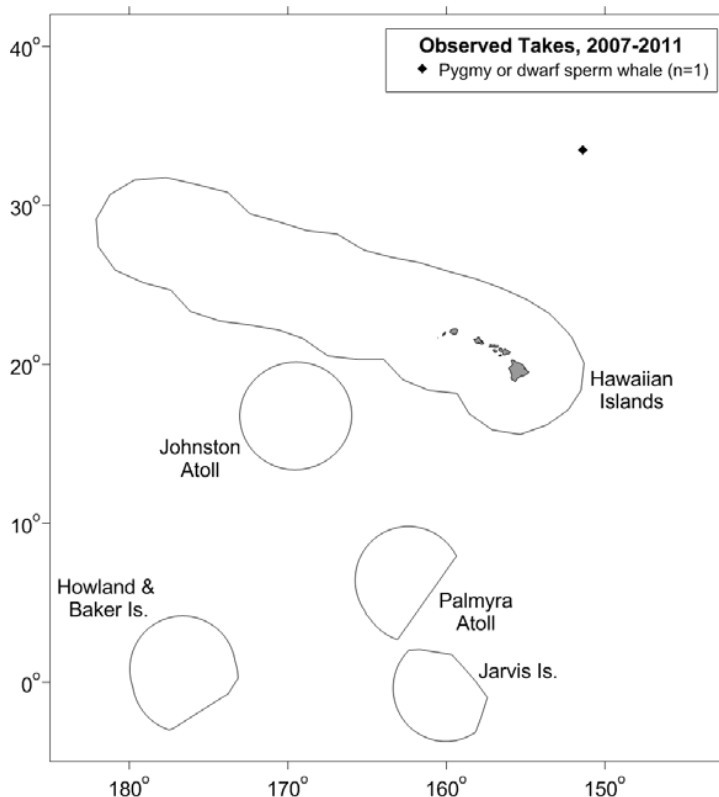 Observed Takes, 2007-2011
Pygmy or dwarf sperm whale (n=1)
40°
30°
20°
10°
0°
Hawaiian
Islands
Johnston
Atoll
Howland &
Baker Is.
Palmyra
Atoll
Jarvis Is.
180° 170° 160° 150°